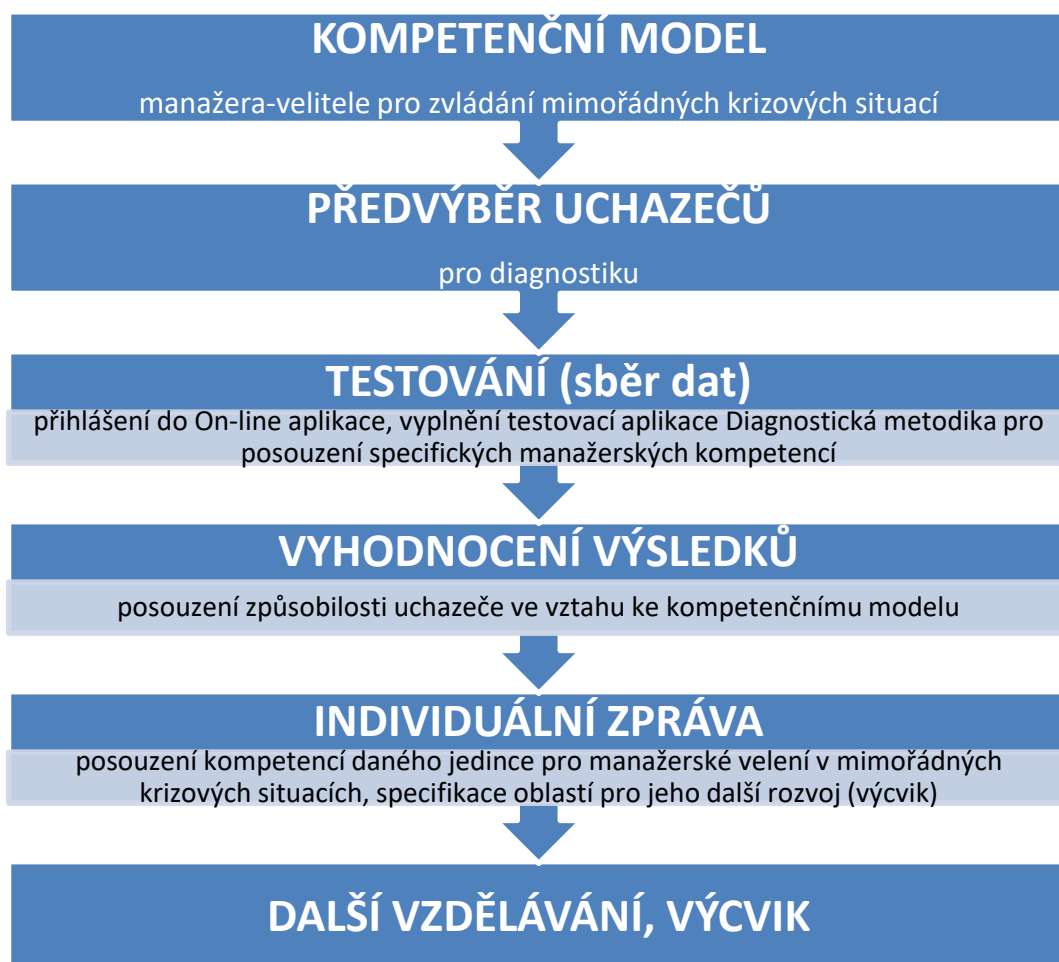 KOMPETENČNÍ MODEL
manažera-velitele pro zvládání mimořádných krizových situací
PŘEDVÝBĚR UCHAZEČŮ
pro diagnostiku
TESTOVÁNÍ (sběr dat)
přihlášení do On-line aplikace, vyplnění testovací aplikace Diagnostická metodika pro
posouzení specifických manažerských kompetencí
VYHODNOCENÍ VÝSLEDKŮ
posouzení způsobilosti uchazeče ve vztahu ke kompetenčnímu modelu
INDIVIDUÁLNÍ ZPRÁVA
posouzení kompetencí daného jedince pro manažerské velení v mimořádných
krizových situacích, specifikace oblastí pro jeho další rozvoj (výcvik)
DALŠÍ VZDĚLÁVÁNÍ, VÝCVIK